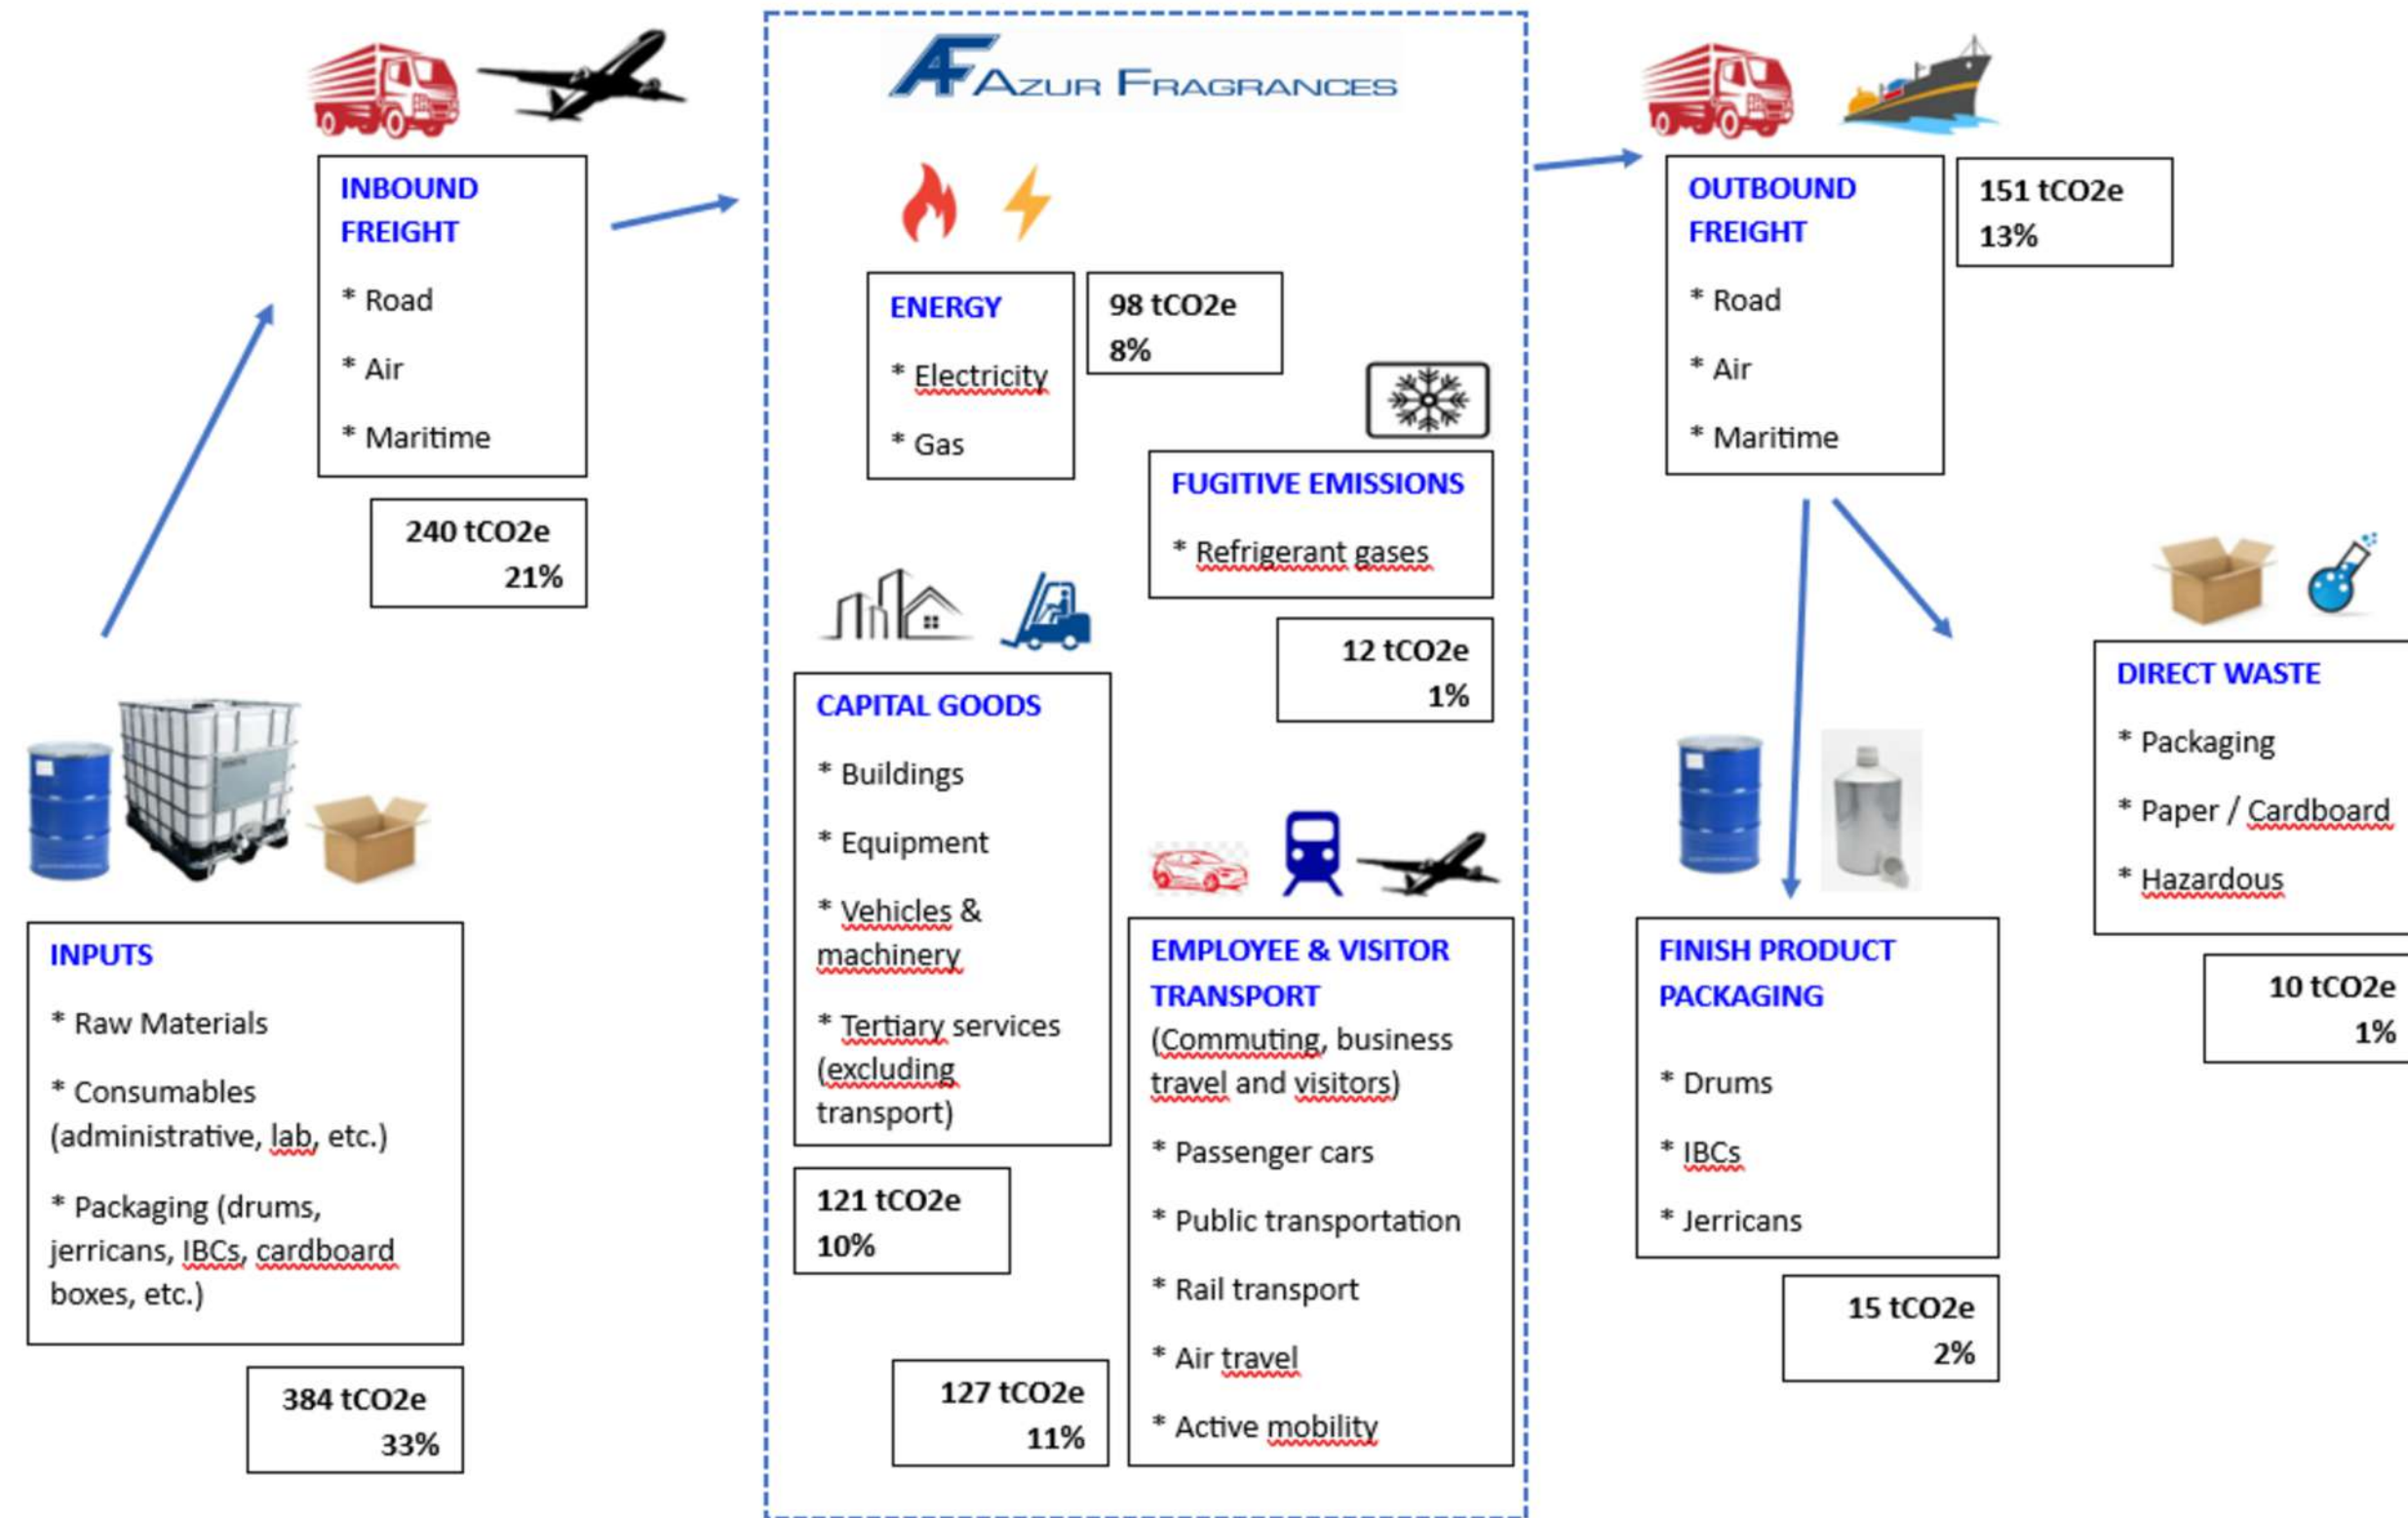 AF AZUR FRAGRANCES
INBOUND
FREIGHT
* Road
* Air
* Maritime
240 tCO2e
21%
INPUTS
* Raw Materials
* Consumables
(administrative, lab, etc.)
* Packaging (drums,
jerricans, IBCs, cardboard
boxes, etc.)
384 tCO2e
33%
ENERGY
* Electricity
* Gas
98 tCO2e
8%
FUGITIVE EMISSIONS
* Refrigerant gases
12 tCO2e
1%
CAPITAL GOODS
* Buildings
* Equipment
* Vehicles &
machinery
* Tertiary services
(excluding
transport)
121 tCO2e
10%
EMPLOYEE & VISITOR
TRANSPORT
(Commuting, business
travel and visitors)
* Passenger cars
* Public transportation
* Rail transport
* Air travel
* Active mobility
127 tCO2e
11%
OUTBOUND
FREIGHT
* Road
* Air
* Maritime
151 tCO2e
13%
FINISH PRODUCT
PACKAGING
* Drums
* IBCs
* Jerricans
15 tCO2e
2%
DIRECT WASTE
* Packaging
* Paper / Cardboard
* Hazardous
10 tCO2e
1%